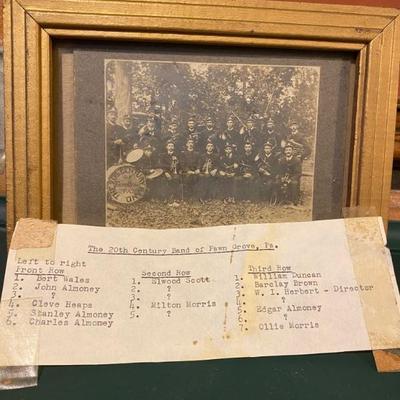 The 20th Century Band of Fawn Grove, Pa.
Left to right
Front Row
1. Bert Wales
2. John Almoney
3. ?
4. Cleve Heaps
5. Stanley Almoney
6. Charles Almoney
Second Row
1. Elwood Scott
2. ?
3. ?
4. Milton Morris
5. ?
Third Row
1. William Duncan
2. Barclay Brown
3. W. I. Herbert - Director
4. ?
5. Edgar Almoney
6. ?
7. Ollie Morris